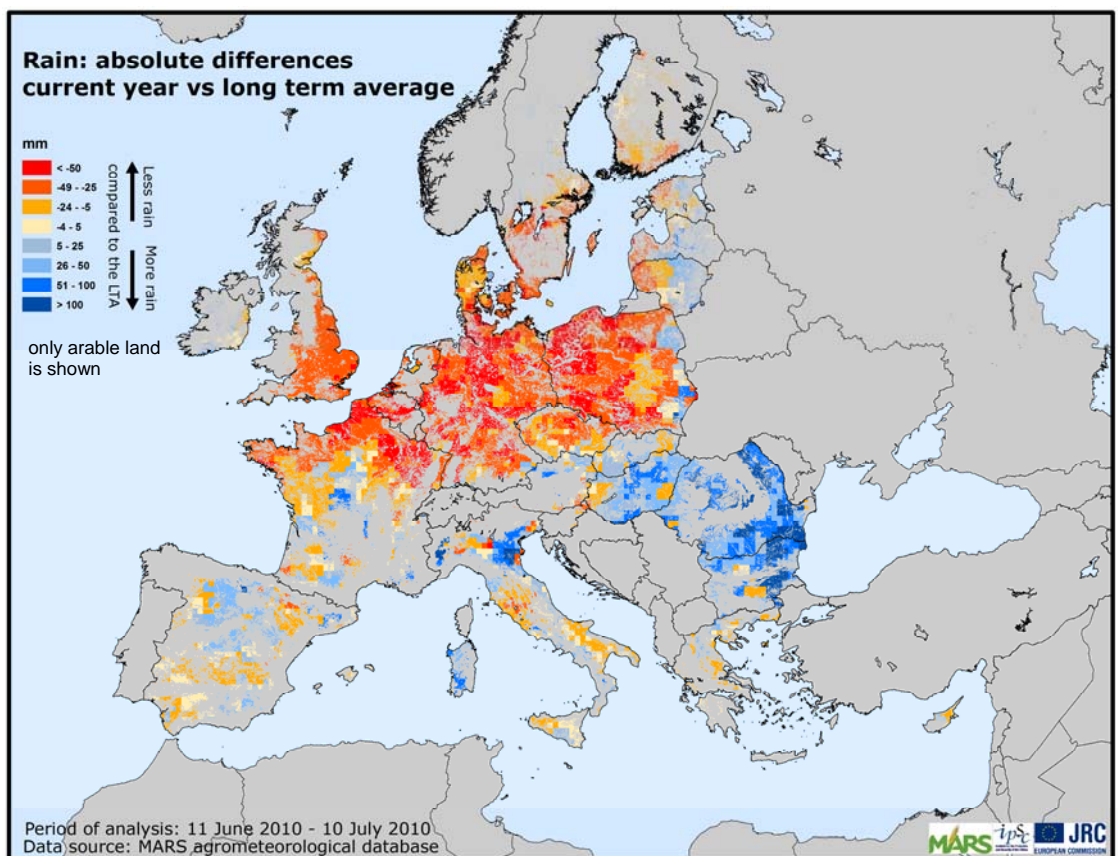 Rain: absolute differences
current year vs long term average
mm
< -50
-49 - -25
-24 - -5
-4 - 5
5 - 25
26 - 50
51 - 100
> 100
Less rain
More rain
compared to the LTA
only arable land
is shown
Period of analysis: 11 June 2010 - 10 July 2010
Data source: MARS agrometeorological database
MARS
ipsc
JRC
EUROPEAN COMMISSION